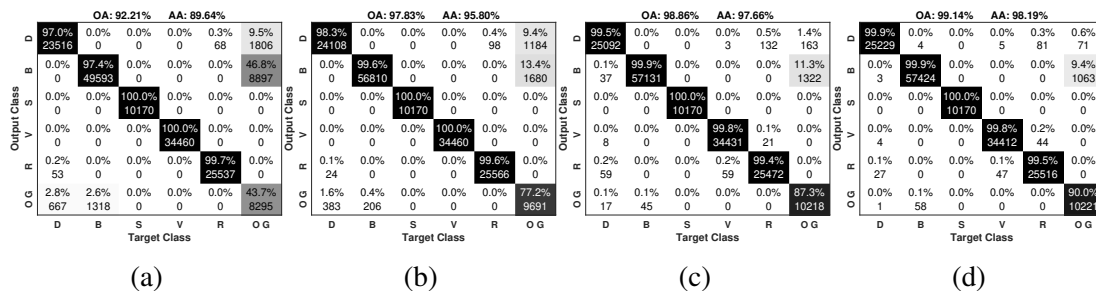 OA: 92.21% AA: 89.64%
D 97.0% 0.0% 0.0% 0.0% 0.3% 9.5%
23516 0 0 0 68 1806
B 0.0% 97.4% 0.0% 0.0% 0.0% 46.8%
0 49593 0 0 0 8897
S 0.0% 0.0% 100.0% 0.0% 0.0% 0.0%
0 0 10170 0 0 0
V 0.0% 0.0% 0.0% 100.0% 0.0% 0.0%
0 0 0 34460 0 0
R 0.2% 0.0% 0.0% 0.0% 99.7% 0.0%
53 0 0 0 25537 0
O G 2.8% 2.6% 0.0% 0.0% 0.0% 43.7%
667 1318 0 0 0 8295
D B S V R O G
Output Class
Target Class
(a)
OA: 97.83% AA: 95.80%
D 98.3% 0.0% 0.0% 0.0% 0.4% 9.4%
24108 0 0 0 98 1184
B 0.0% 99.6% 0.0% 0.0% 0.0% 13.4%
0 56810 0 0 0 1680
S 0.0% 0.0% 100.0% 0.0% 0.0% 0.0%
0 0 10170 0 0 0
V 0.0% 0.0% 0.0% 100.0% 0.0% 0.0%
0 0 0 34460 0 0
R 0.1% 0.0% 0.0% 0.0% 99.6% 0.0%
24 0 0 0 25566 0
O G 1.6% 0.4% 0.0% 0.0% 0.0% 77.2%
383 206 0 0 0 9691
D B S V R O G
Output Class
Target Class
(b)
OA: 98.86% AA: 97.66%
D 99.5% 0.0% 0.0% 0.0% 0.5% 1.4%
25092 0 0 3 132 163
B 0.1% 99.9% 0.0% 0.0% 0.0% 11.3%
37 57131 0 0 0 1322
S 0.0% 0.0% 100.0% 0.0% 0.0% 0.0%
0 0 10170 0 0 0
V 0.0% 0.0% 0.0% 99.8% 0.1% 0.0%
8 0 0 34431 21 0
R 0.2% 0.0% 0.0% 0.2% 99.4% 0.0%
59 0 0 59 25472 0
O G 0.1% 0.1% 0.0% 0.0% 0.0% 87.3%
17 45 0 0 0 10218
D B S V R O G
Output Class
Target Class
(c)
OA: 99.14% AA: 98.19%
D 99.9% 0.0% 0.0% 0.0% 0.3% 0.6%
25229 4 0 5 81 71
B 0.0% 99.9% 0.0% 0.0% 0.0% 9.4%
3 57424 0 0 0 1063
S 0.0% 0.0% 100.0% 0.0% 0.0% 0.0%
0 0 10170 0 0 0
V 0.0% 0.0% 0.0% 99.8% 0.2% 0.0%
4 0 0 34412 44 0
R 0.1% 0.0% 0.0% 0.1% 99.5% 0.0%
27 0 0 47 25516 0
O G 0.0% 0.1% 0.0% 0.0% 0.0% 90.0%
1 58 0 0 0 10221
D B S V R O G
Output Class
Target Class
(d)